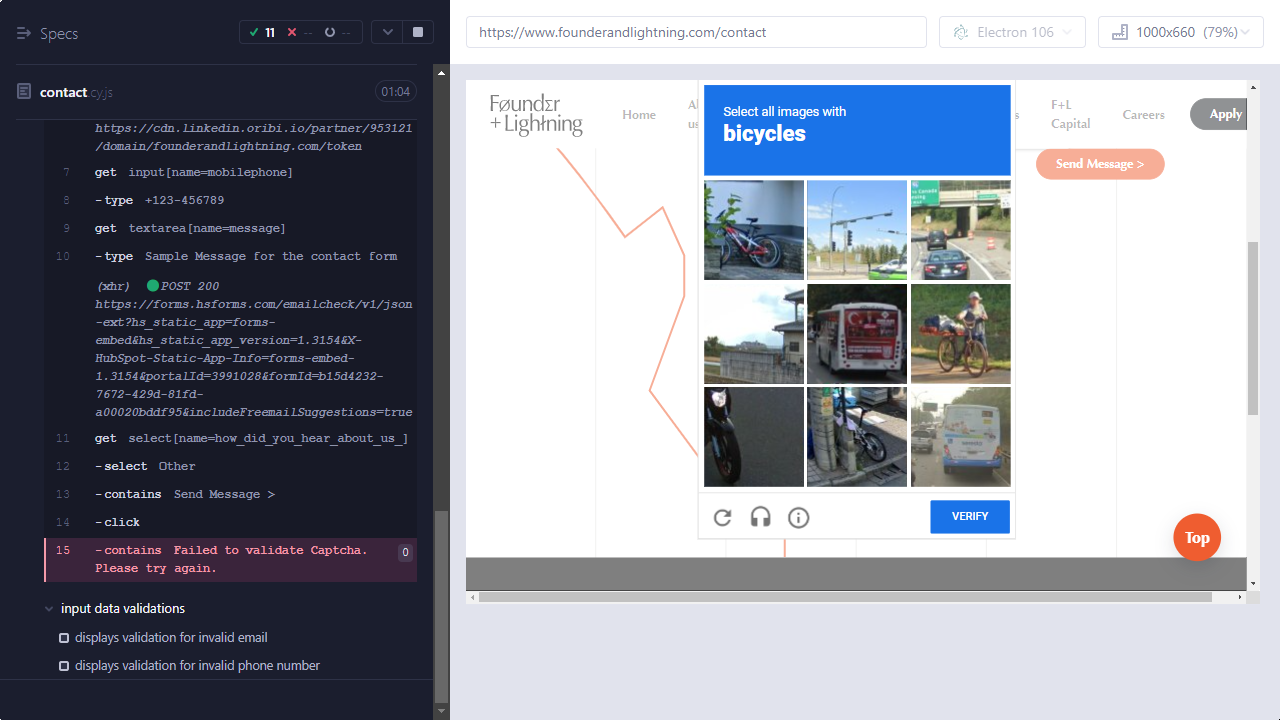 Specs
11
--
--
https://www.founderandlightning.com/contact
Electron 106
1000x660 (79%)
contact.cy.js
01:04
https://cdn.linkedin.oribi.io/partner/953121
/domain/founderandlightning.com/token
7 get input[name=mobilephone]
8 -type +123-456789
9 get textarea[name=message]
10 -type Sample Message for the contact form
(xhr) POST 200
https://forms.hsforms.com/emailcheck/v1/json
-ext?hs_static_app=forms-
embed&hs_static_app_version=1.3154&X-
HubSpot-Static-App-Info=forms-embed-
1.3154&portalId=3991028&formId=b15d4232-
7672-429d-81fd-
a00020bddf95&includeFreemailSuggestions=true
11 get select[name=how_did_you_hear_about_us_]
12 -select Other
13 -contains Send Message >
14 -click
15 -contains Failed to validate Captcha. 0
Please try again.
input data validations
displays validation for invalid email
displays validation for invalid phone number
Founder
+ Lightning
Home
F+L
Capital
Careers
Apply
Send Message >
Select all images with
bicycles
VERIFY
Top